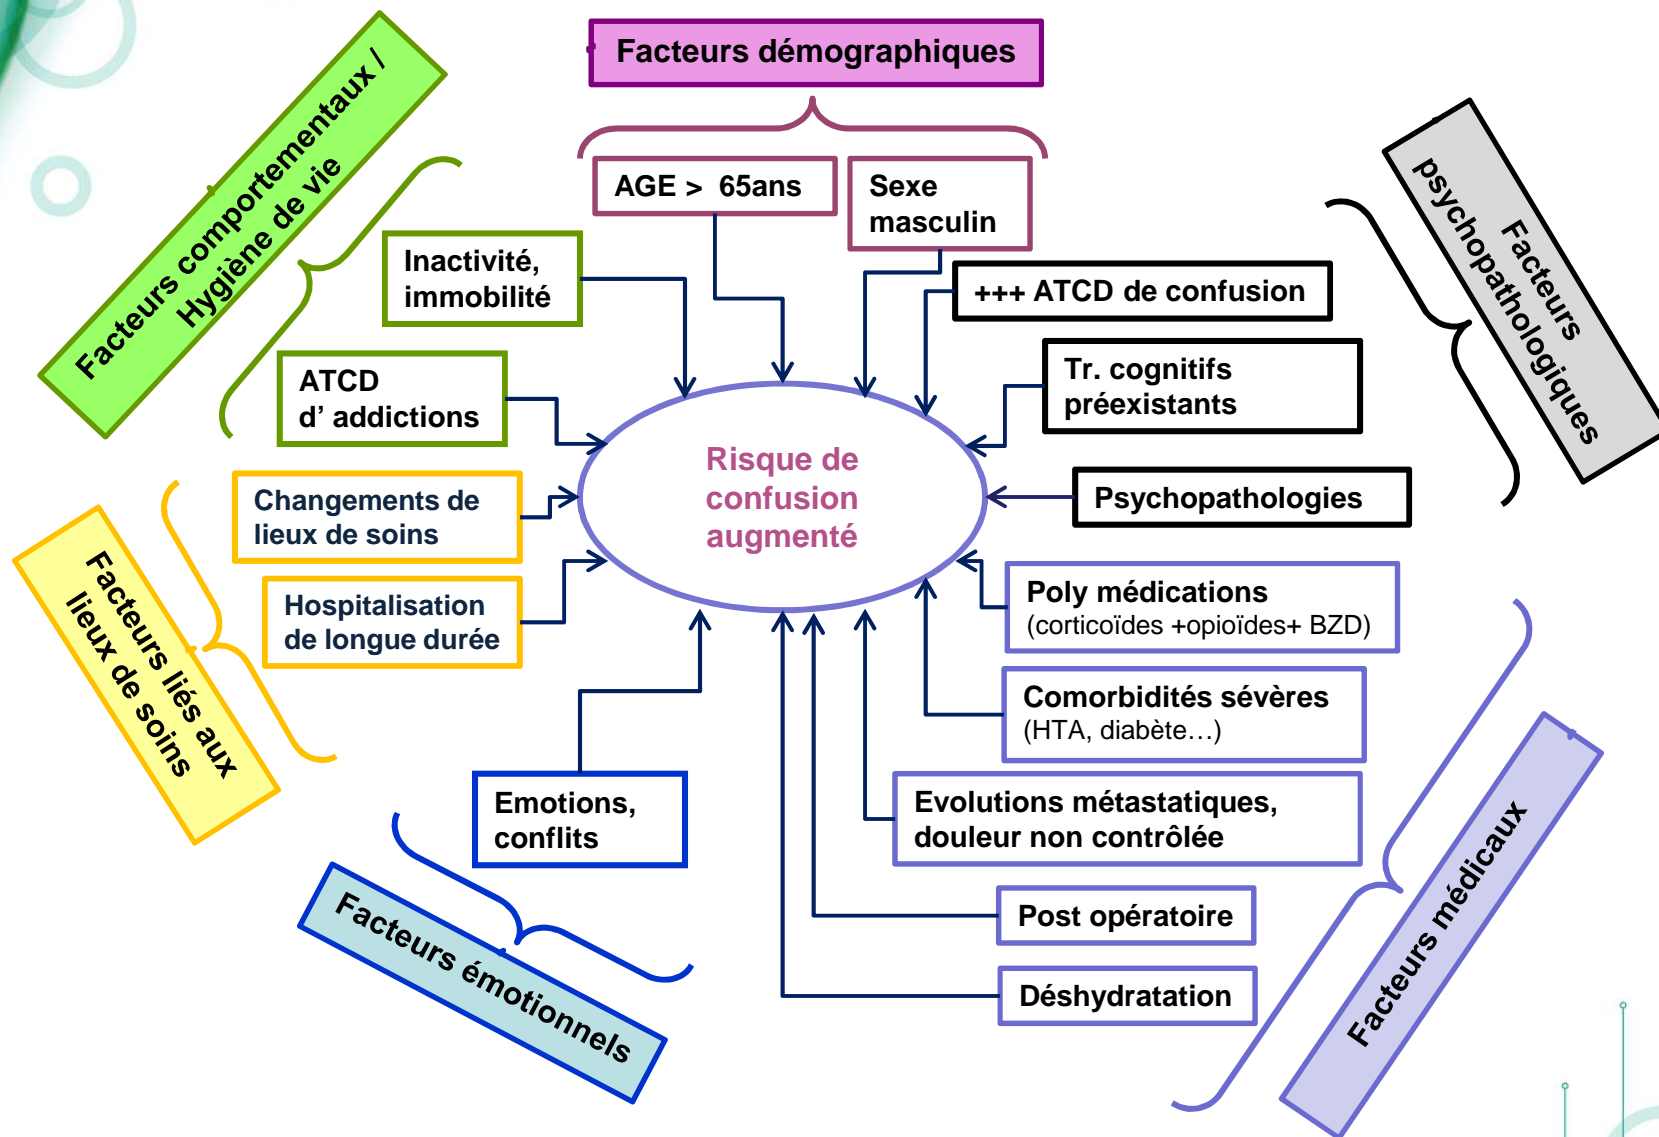 Facteurs démographiques
AGE > 65ans
Sexe
masculin
Facteurs comportementaux /
Hygiène de vie
Inactivité,
immobilité
ATCD
d’ addictions
Facteurs
psychopathologiques
+++ ATCD de confusion
Tr. cognitifs
préexistants
Psychopathologies
Risque de
confusion
augmenté
Facteurs liés aux
lieux de soins
Changements de
lieux de soins
Hospitalisation
de longue durée
Facteurs émotionnels
Emotions,
conflits
Facteurs médicaux
Poly médications
(corticoïdes +opioïdes+ BZD)
Comorbidités sévères
(HTA, diabète…)
Evolutions métastatiques,
douleur non contrôlée
Post opératoire
Déshydratation